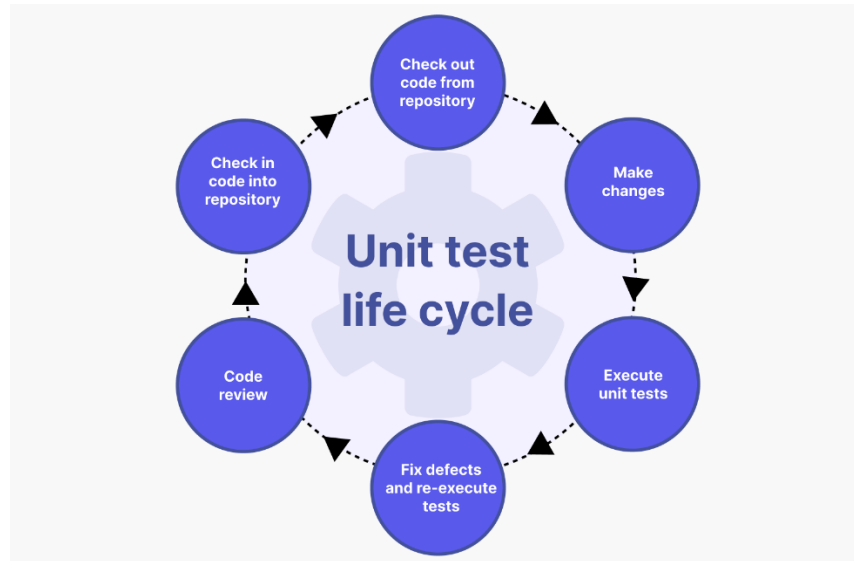 Check out
code from
repository
Make
changes
Execute
unit tests
Fix defects
and re-execute
tests
Code
review
Check in
code into
repository
Unit test
life cycle